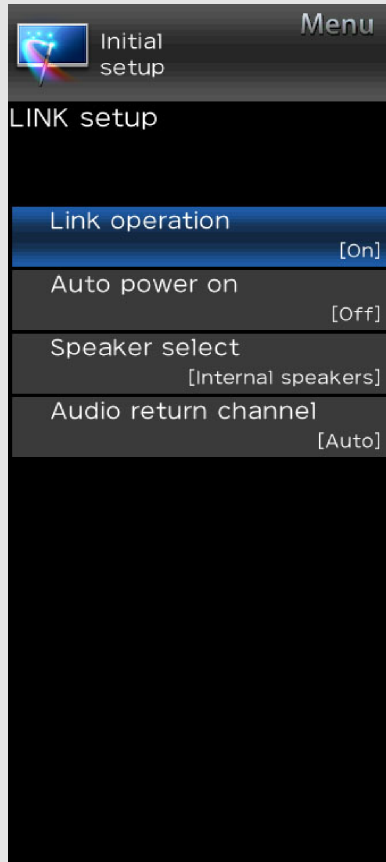 Menu
Initial
setup
LINK setup
Link operation
[On]
Auto power on
[Off]
Speaker select
[Internal speakers]
Audio return channel
[Auto]